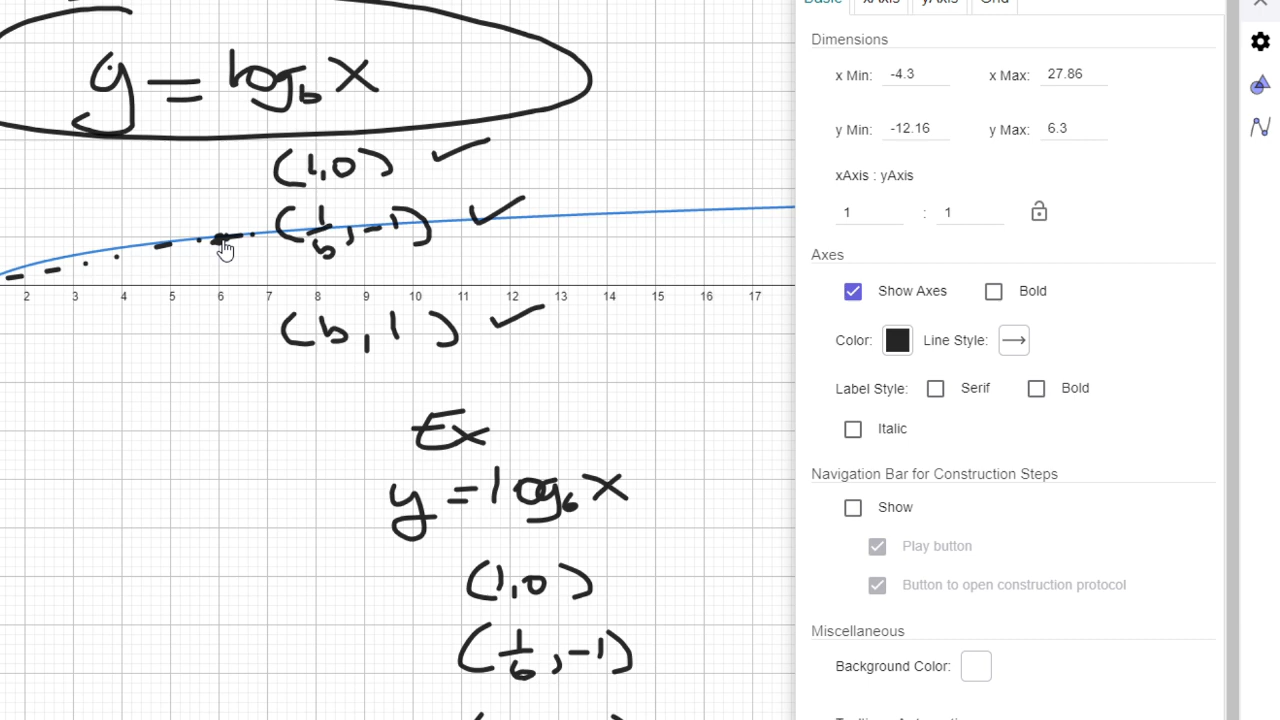 y = log_b x
(1,0) ✓
(1/b, -1) ✓
2 3 4 5 6 7 8 9 10 11 12 13 14 15 16 17
(b, 1) ✓
Ex
y = log_6 x
(1,0)
(1/6, -1)
Basic xAxis yAxis Grid
Dimensions
x Min: -4.3 x Max: 27.86
y Min: -12.16 y Max: 6.3
xAxis : yAxis
1 : 1
Axes
Show Axes Bold
Color: Line Style:
Label Style: Serif Bold
Italic
Navigation Bar for Construction Steps
Show
Play button
Button to open construction protocol
Miscellaneous
Background Color: